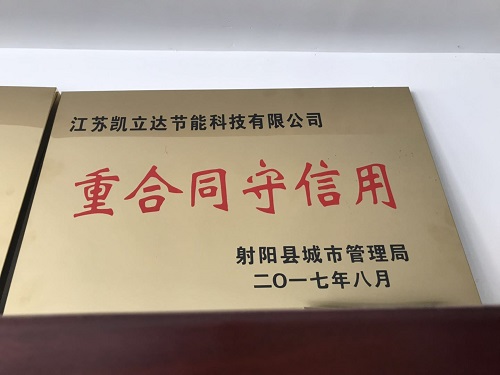 江苏凯立达节能科技有限公司
重合同守信用
射阳县城市管理局
二〇一七年八月